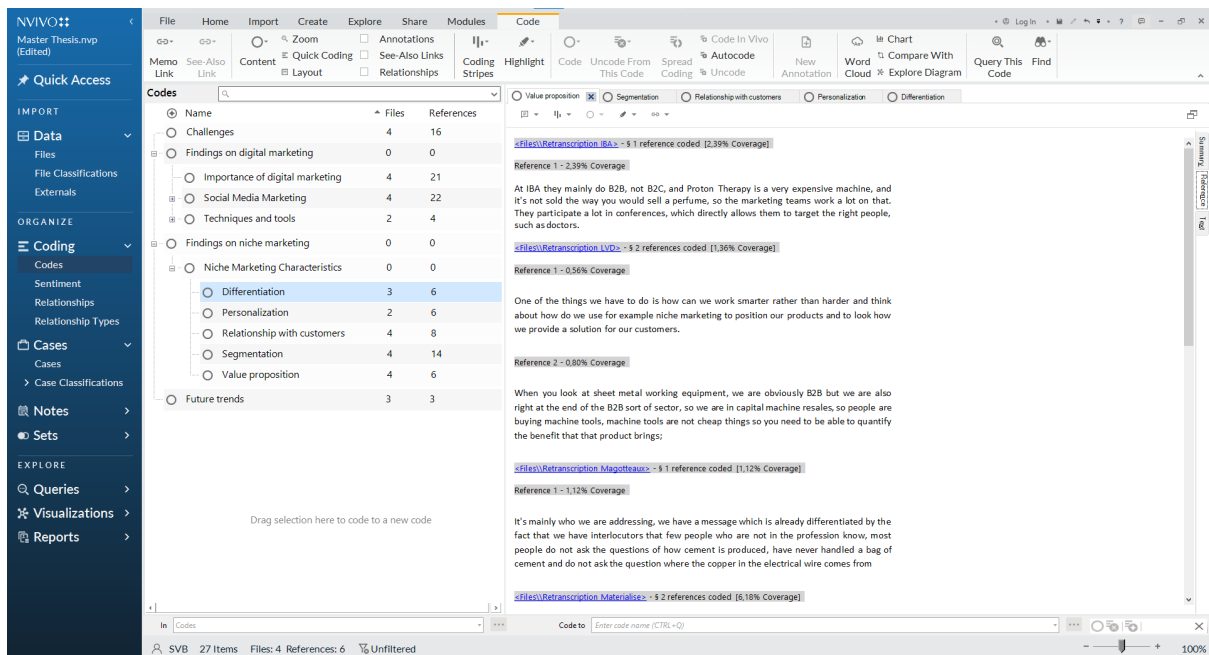 NVIVO
Master Thesis.nvp
(Edited)
Quick Access
IMPORT
Data
Files
File Classifications
Externals
ORGANIZE
Coding
Codes
Sentiment
Relationships
Relationship Types
Cases
Cases
Case Classifications
Notes
Sets
EXPLORE
Queries
Visualizations
Reports
File Home Import Create Explore Share Modules Code
Log In
Memo Link
See-Also Link
Content
Zoom
Quick Coding
Layout
Annotations
See-Also Links
Relationships
Coding Stripes
Highlight
Code
Uncode From This Code
Spread Coding
Code In Vivo
Autocode
Uncode
New Annotation
Word Cloud
Chart
Compare With
Explore Diagram
Query This Code
Find
Codes
Name Files References
Challenges 4 16
Findings on digital marketing 0 0
Importance of digital marketing 4 21
Social Media Marketing 4 22
Techniques and tools 2 4
Findings on niche marketing 0 0
Niche Marketing Characteristics 0 0
Differentiation 3 6
Personalization 2 6
Relationship with customers 4 8
Segmentation 4 14
Value proposition 4 6
Future trends 3 3
Drag selection here to code to a new code
In Codes
Value proposition Segmentation Relationship with customers Personalization Differentiation
<Files\\Retranscription IBA> - § 1 reference coded [2,39% Coverage]
Reference 1 - 2,39% Coverage
At IBA they mainly do B2B, not B2C, and Proton Therapy is a very expensive machine, and
it's not sold the way you would sell a perfume, so the marketing teams work a lot on that.
They participate a lot in conferences, which directly allows them to target the right people,
such as doctors.
<Files\\Retranscription LVD> - § 2 references coded [1,36% Coverage]
Reference 1 - 0,56% Coverage
One of the things we have to do is how can we work smarter rather than harder and think
about how do we use for example niche marketing to position our products and to look how
we provide a solution for our customers.
Reference 2 - 0,80% Coverage
When you look at sheet metal working equipment, we are obviously B2B but we are also
right at the end of the B2B sort of sector, so we are in capital machine resales, so people are
buying machine tools, machine tools are not cheap things so you need to be able to quantify
the benefit that that product brings;
<Files\\Retranscription Magotteaux> - § 1 reference coded [1,12% Coverage]
Reference 1 - 1,12% Coverage
It's mainly who we are addressing, we have a message which is already differentiated by the
fact that we have interlocutors that few people who are not in the profession know, most
people do not ask the questions of how cement is produced, have never handled a bag of
cement and do not ask the question where the copper in the electrical wire comes from
<Files\\Retranscription Materialise> - § 2 references coded [6,18% Coverage]
Summary
Reference
Text
Code to Enter code name (CTRL+Q)
SVB 27 Items Files: 4 References: 6 Unfiltered
100%